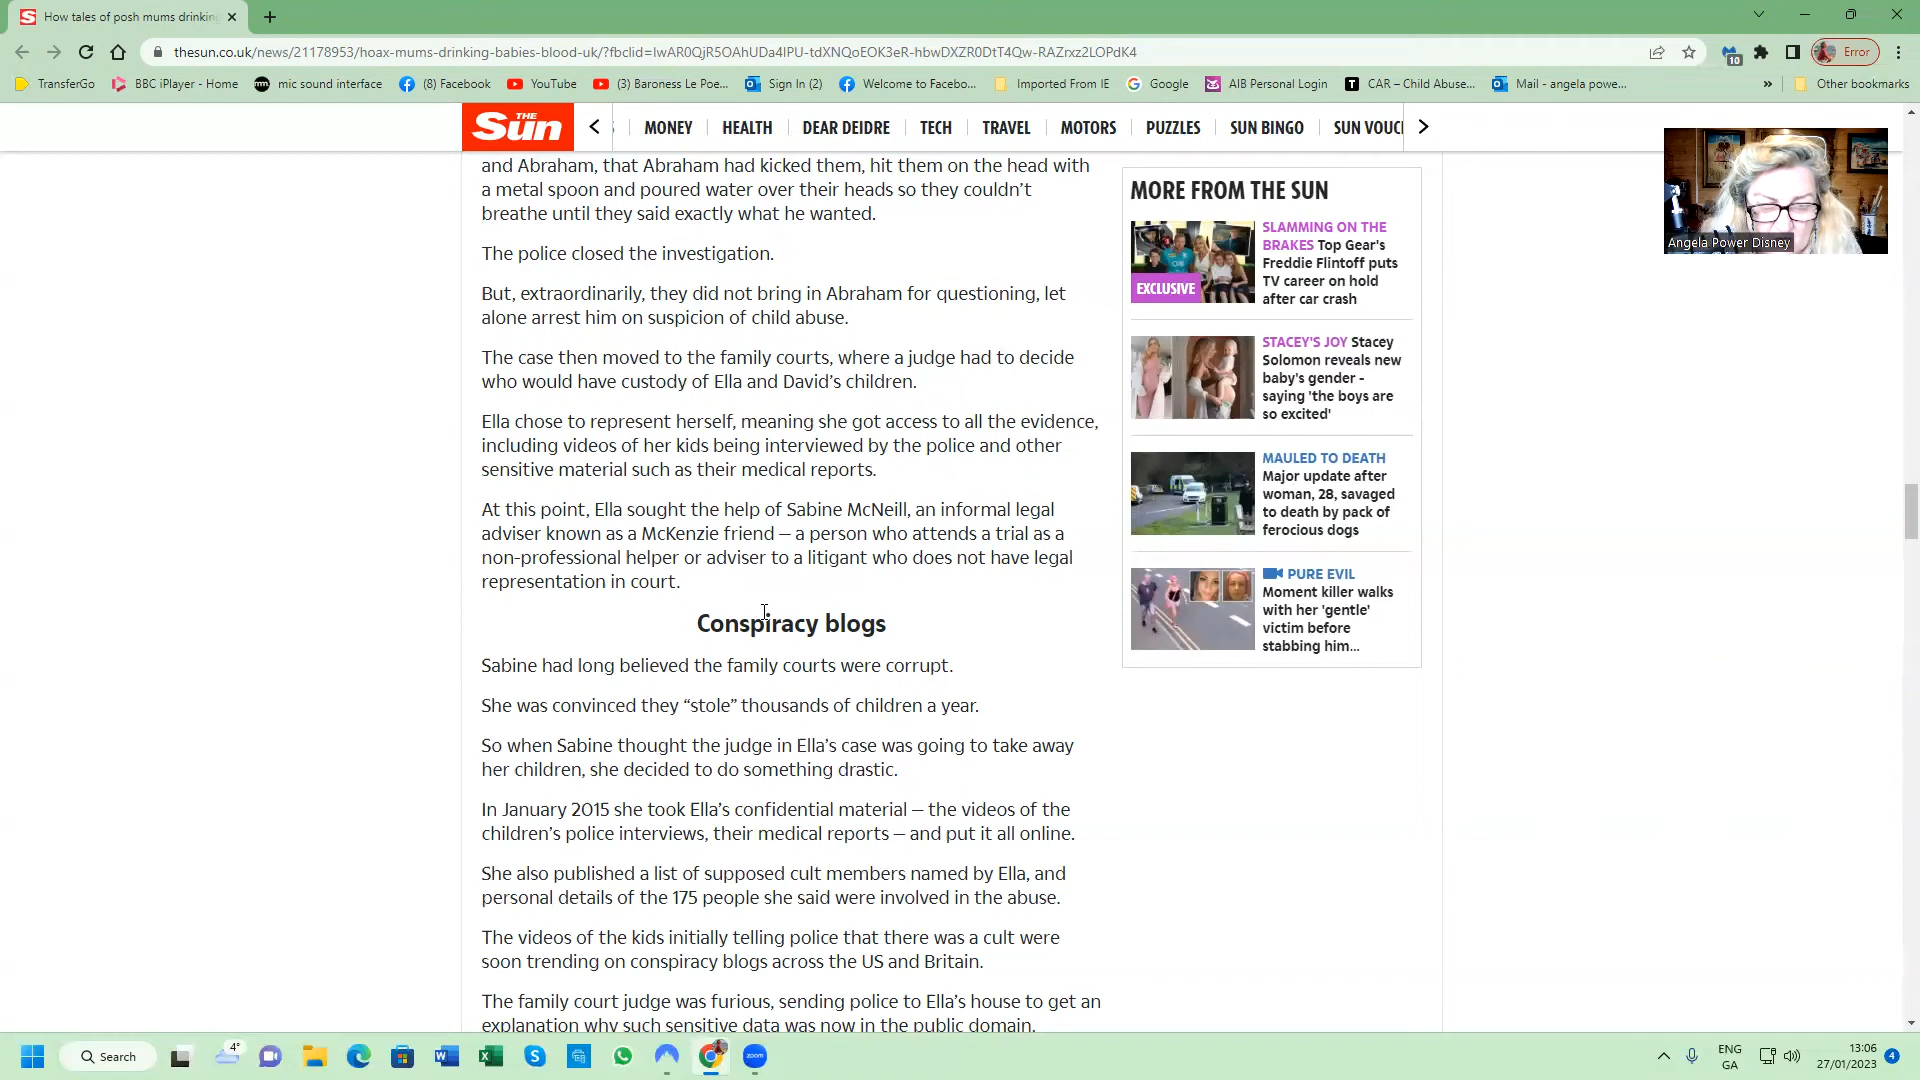 How tales of posh mums drinkin
thesun.co.uk/news/21178953/hoax-mums-drinking-babies-blood-uk/?fbclid=IwAR0QjR5OAhUDa4lPU-tdXNQoEOK3eR-hbwDXZR0DtT4Qw-RAZrxz2LOPdK4
10
Error
TransferGo
BBC iPlayer - Home
mic sound interface
(8) Facebook
YouTube
(3) Baroness Le Poe...
Sign In (2)
Welcome to Facebo...
Imported From IE
Google
AIB Personal Login
CAR – Child Abuse...
Mail - angela powe...
Other bookmarks
THE Sun
MONEY
HEALTH
DEAR DEIDRE
TECH
TRAVEL
MOTORS
PUZZLES
SUN BINGO
SUN VOUC
and Abraham, that Abraham had kicked them, hit them on the head with
a metal spoon and poured water over their heads so they couldn't
breathe until they said exactly what he wanted.
The police closed the investigation.
But, extraordinarily, they did not bring in Abraham for questioning, let
alone arrest him on suspicion of child abuse.
The case then moved to the family courts, where a judge had to decide
who would have custody of Ella and David's children.
Ella chose to represent herself, meaning she got access to all the evidence,
including videos of her kids being interviewed by the police and other
sensitive material such as their medical reports.
At this point, Ella sought the help of Sabine McNeill, an informal legal
adviser known as a McKenzie friend – a person who attends a trial as a
non-professional helper or adviser to a litigant who does not have legal
representation in court.
Conspiracy blogs
Sabine had long believed the family courts were corrupt.
She was convinced they “stole” thousands of children a year.
So when Sabine thought the judge in Ella's case was going to take away
her children, she decided to do something drastic.
In January 2015 she took Ella's confidential material – the videos of the
children's police interviews, their medical reports – and put it all online.
She also published a list of supposed cult members named by Ella, and
personal details of the 175 people she said were involved in the abuse.
The videos of the kids initially telling police that there was a cult were
soon trending on conspiracy blogs across the US and Britain.
The family court judge was furious, sending police to Ella's house to get an
explanation why such sensitive data was now in the public domain.
MORE FROM THE SUN
EXCLUSIVE
SLAMMING ON THE
BRAKES Top Gear's
Freddie Flintoff puts
TV career on hold
after car crash
STACEY'S JOY Stacey
Solomon reveals new
baby's gender -
saying 'the boys are
so excited'
MAULED TO DEATH
Major update after
woman, 28, savaged
to death by pack of
ferocious dogs
PURE EVIL
Moment killer walks
with her 'gentle'
victim before
stabbing him...
Angela Power Disney
Search
4°
zoom
ENG
GA
13:06
27/01/2023
4